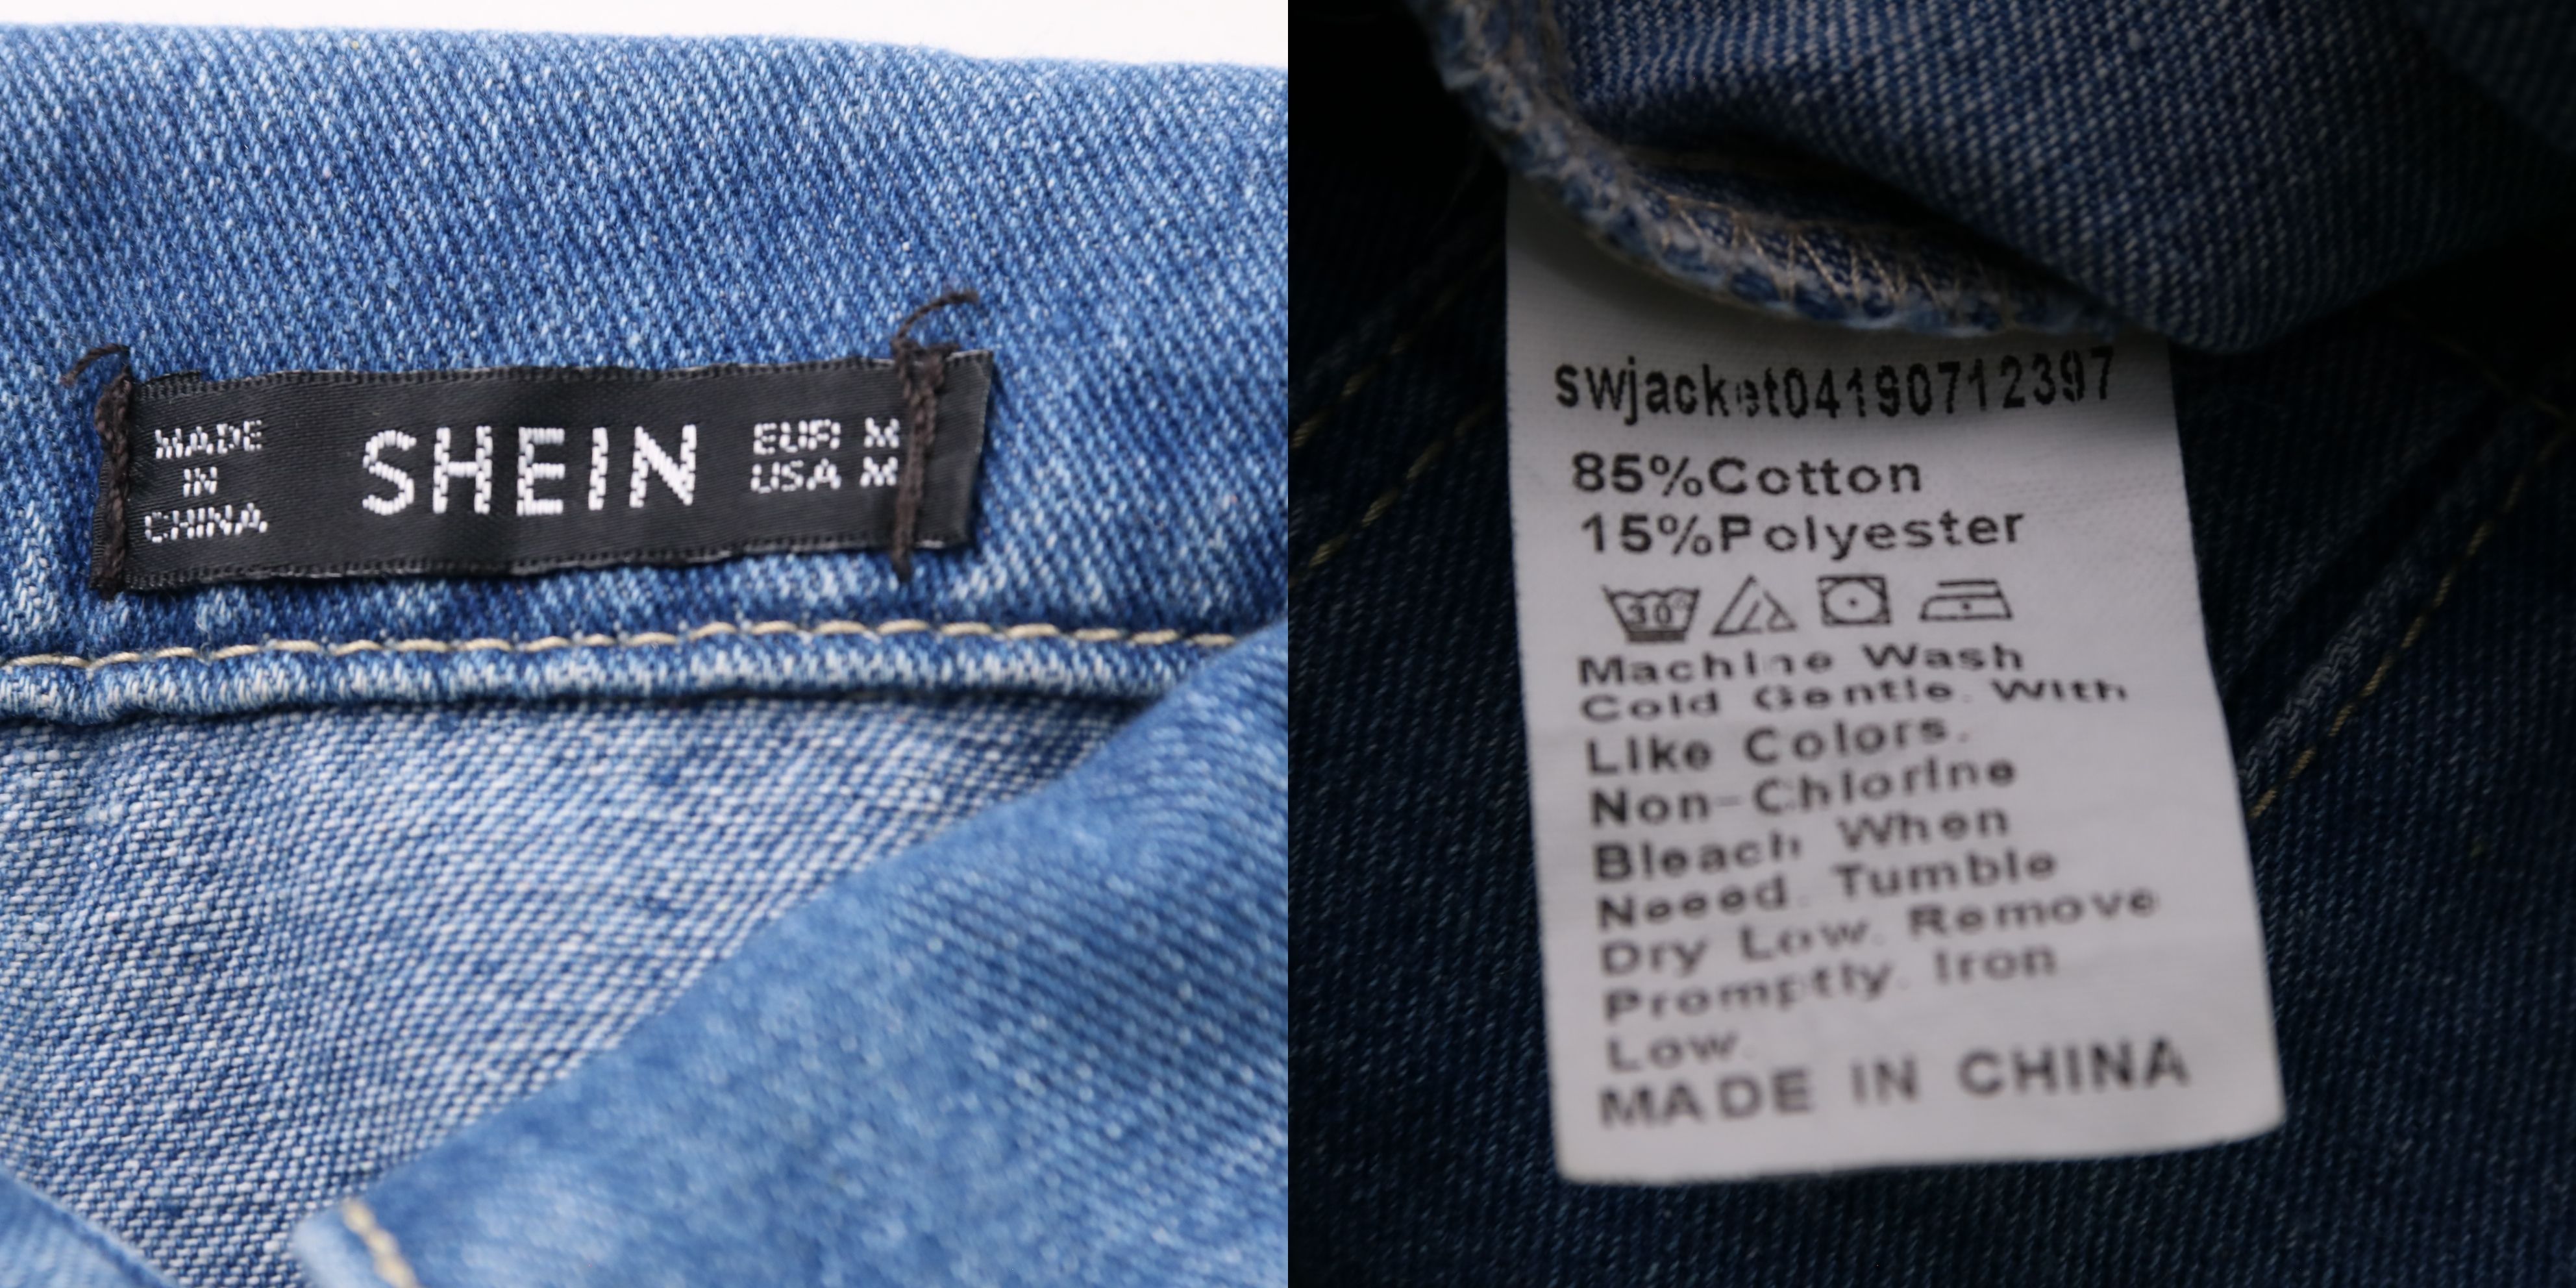 MADE
IN
CHINA
SHEIN
EUR M
USA M
swjacket04190712397
85%Cotton
15%Polyester
30°
Machine Wash
Cold Gentle. With
Like Colors.
Non-Chlorine
Bleach When
Neeed. Tumble
Dry Low. Remove
Promptly. Iron
Low.
MADE IN CHINA